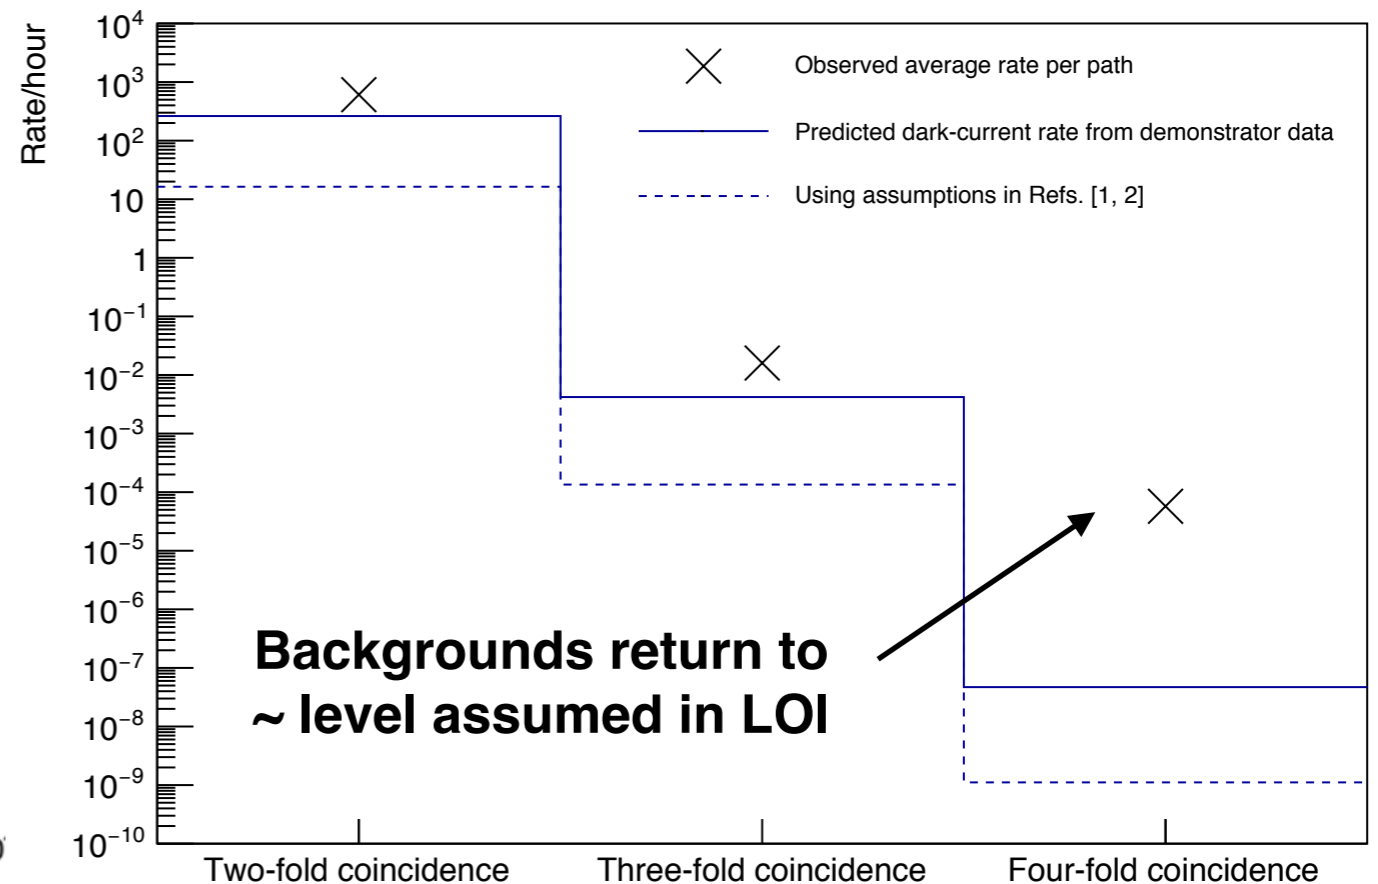 Rate/hour
10⁴
10³
10²
10
1
10⁻¹
10⁻²
10⁻³
10⁻⁴
10⁻⁵
10⁻⁶
10⁻⁷
10⁻⁸
10⁻⁹
10⁻¹⁰
Observed average rate per path
Predicted dark-current rate from demonstrator data
Using assumptions in Refs. [1, 2]
Backgrounds return to
~ level assumed in LOI
Two-fold coincidence
Three-fold coincidence
Four-fold coincidence